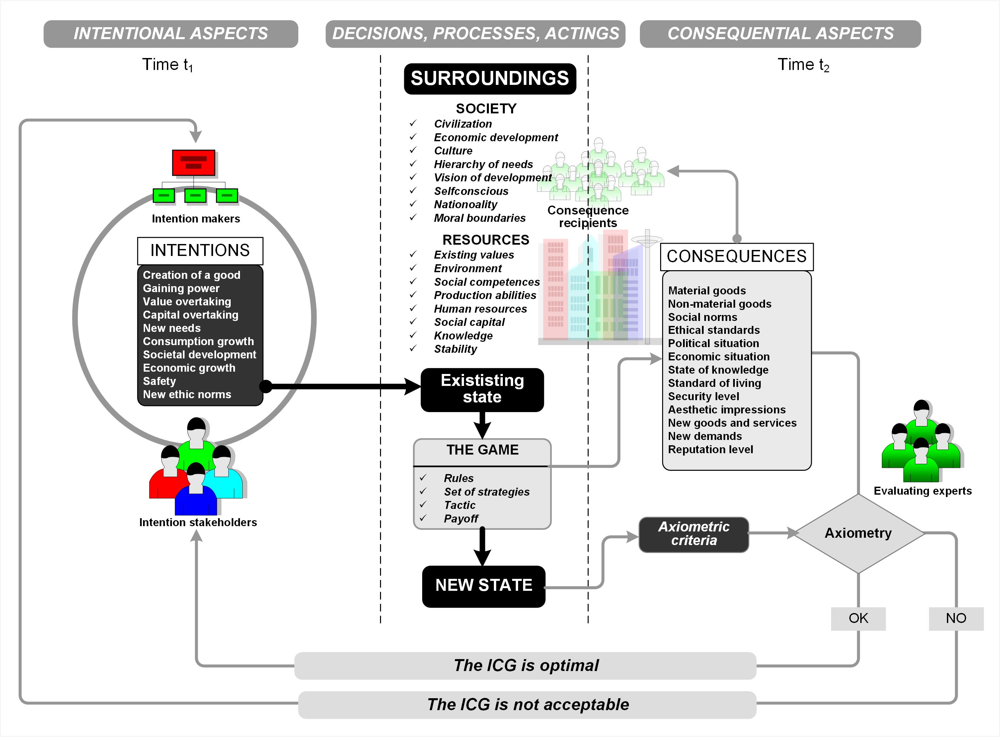 INTENTIONAL ASPECTS
DECISIONS, PROCESSES, ACTINGS
CONSEQUENTIAL ASPECTS
Time t1
Time t2
SURROUNDINGS
SOCIETY
✓ Civilization
✓ Economic development
✓ Culture
✓ Hierarchy of needs
✓ Vision of development
✓ Selfconscious
✓ Nationoality
✓ Moral boundaries
RESOURCES
✓ Existing values
✓ Environment
✓ Social competences
✓ Production abilities
✓ Human resources
✓ Social capital
✓ Knowledge
✓ Stability
Intention makers
INTENTIONS
Creation of a good
Gaining power
Value overtaking
Capital overtaking
New needs
Consumption growth
Societal development
Economic growth
Safety
New ethic norms
Intention stakeholders
Exististing
state
THE GAME
✓ Rules
✓ Set of strategies
✓ Tactic
✓ Payoff
NEW STATE
Consequence
recipients
CONSEQUENCES
Material goods
Non-material goods
Social norms
Ethical standards
Political situation
Economic situation
State of knowledge
Standard of living
Security level
Aesthetic impressions
New goods and services
New demands
Reputation level
Evaluating experts
Axiometric
criteria
Axiometry
OK
NO
The ICG is optimal
The ICG is not acceptable